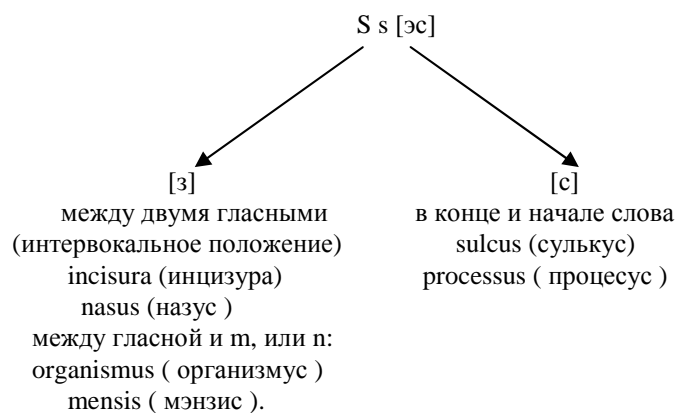 S s [эс]
[з]
между двумя гласными
(интервокальное положение)
incisura (инцизура)
nasus (назус )
между гласной и m, или n:
organismus ( организмус )
mensis ( мэнзис ).
[с]
в конце и начале слова
sulcus (сулькус)
processus ( процесус )